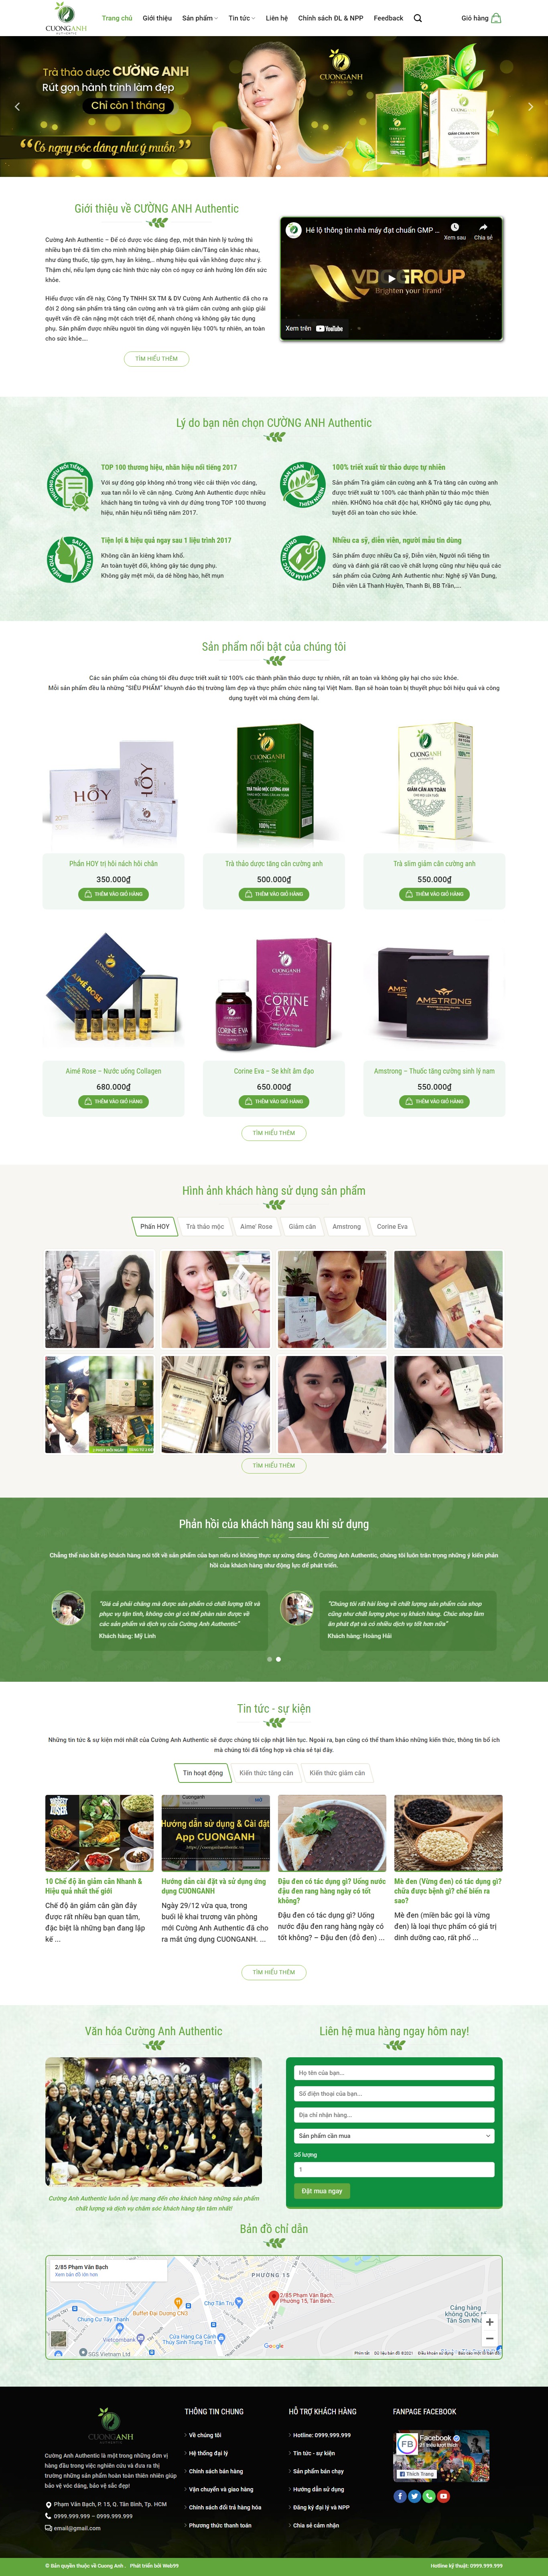 CUONGANH
AUTHENTIC
Trang chủ
Giới thiệu
Sản phẩm
Tin tức
Liên hệ
Chính sách ĐL & NPP
Feedback
Giỏ hàng
Trà thảo dược CƯỜNG ANH
Rút gọn hành trình làm đẹp
Chỉ còn 1 tháng
“Có ngay vóc dáng như ý muốn”
CUONGANH
AUTHENTIC
Giới thiệu về CƯỜNG ANH Authentic
Cường Anh Authentic – Để có được vóc dáng đẹp, một thân hình lý tưởng thì
nhiều bạn trẻ đã tìm cho mình những biện pháp Giảm cân/Tăng cân khác nhau,
như dùng thuốc, tập gym, hay ăn kiêng,… nhưng hiệu quả vẫn không được như ý.
Thậm chí, nếu lạm dụng các hình thức này còn có nguy cơ ảnh hưởng lớn đến sức
khỏe.
Hiểu được vấn đề này, Công Ty TNHH SX TM & DV Cường Anh Authentic đã cho ra
đời 2 dòng sản phẩm trà tăng cân cường anh và trà giảm cân cường anh giúp giải
quyết vấn đề cân nặng một cách triệt để, nhanh chóng và không gây tác dụng
phụ. Sản phẩm được nhiều người tin dùng với nguyên liệu 100% tự nhiên, an toàn
cho sức khỏe….
TÌM HIỂU THÊM
Hé lộ thông tin nhà máy đạt chuẩn GMP ...
Xem sau
Chia sẻ
VDCGROUP
Brighten your brand
Xem trên YouTube
Lý do bạn nên chọn CƯỜNG ANH Authentic
TOP 100 thương hiệu, nhãn hiệu nổi tiếng 2017
Với sự đóng góp không nhỏ trong việc cải thiện vóc dáng,
xua tan nỗi lo về cân nặng. Cường Anh Authentic được nhiều
khách hàng tin tưởng và vinh dự đứng trong TOP 100 thương
hiệu, nhãn hiệu nổi tiếng năm 2017.
100% triết xuất từ thảo dược tự nhiên
Sản phẩm Trà giảm cân cường anh & Trà tăng cân cường anh
được triết xuất từ 100% các thành phần từ thảo mộc thiên
nhiên. KHÔNG hóa chất độc hại, KHÔNG gây tác dụng phụ,
tuyệt đối an toàn cho sức khỏe.
Tiện lợi & hiệu quả ngay sau 1 liệu trình 2017
Không cần ăn kiêng kham khổ.
An toàn tuyệt đối, không gây tác dụng phụ.
Không gây mệt mỏi, da dẻ hồng hào, hết mụn
Nhiều ca sỹ, diễn viên, người mẫu tin dùng
Sản phẩm được nhiều Ca sỹ, Diễn viên, Người nổi tiếng tin
dùng và đánh giá rất cao về chất lượng cũng như hiệu quả các
sản phẩm của Cường Anh Authentic như: Nghệ sỹ Vân Dung,
Diễn viên Lã Thanh Huyền, Thanh Bi, BB Trần,….
Sản phẩm nổi bật của chúng tôi
Các sản phẩm của chúng tôi đều được triết xuất từ 100% các thành phần thảo dược tự nhiên, rất an toàn và không gây hại cho sức khỏe.
Mỗi sản phẩm đều là những “SIÊU PHẨM” khuynh đảo thị trường làm đẹp và thực phẩm chức năng tại Việt Nam. Bạn sẽ hoàn toàn bị thuyết phục bởi hiệu quả và công
dụng tuyệt vời mà chúng đem lại.
HOY
Phấn HOY trị hôi nách hôi chân
350.000₫
THÊM VÀO GIỎ HÀNG
CUONGANH
Trà thảo dược tăng cân cường anh
500.000₫
THÊM VÀO GIỎ HÀNG
CUONGANH
GIẢM CÂN AN TOÀN
Trà slim giảm cân cường anh
550.000₫
THÊM VÀO GIỎ HÀNG
AIMÉ ROSE
Aimé Rose – Nước uống Collagen
680.000₫
THÊM VÀO GIỎ HÀNG
CUONGANH
CORINE EVA
Corine Eva – Se khít âm đạo
650.000₫
THÊM VÀO GIỎ HÀNG
AMSTRONG
Amstrong – Thuốc tăng cường sinh lý nam
550.000₫
THÊM VÀO GIỎ HÀNG
TÌM HIỂU THÊM
Hình ảnh khách hàng sử dụng sản phẩm
Phấn HOY
Trà thảo mộc
Aime' Rose
Giảm cân
Amstrong
Corine Eva
TÌM HIỂU THÊM
Phản hồi của khách hàng sau khi sử dụng
Chẳng thể nào bắt ép khách hàng nói tốt về sản phẩm của bạn nếu nó không thực sự xứng đáng. Ở Cường Anh Authentic, chúng tôi luôn trân trọng những ý kiến phản
hồi của khách hàng như động lực để phát triển.
“Giá cả phải chăng mà được sản phẩm có chất lượng tốt và
phục vụ tận tình, không còn gì có thể phàn nàn được về
các sản phẩm và dịch vụ của Cường Anh Authentic”
Khách hàng: Mỹ Linh
“Chúng tôi rất hài lòng về chất lượng sản phẩm của shop
cũng như chất lượng phục vụ khách hàng. Chúc shop làm
ăn phát đạt và có nhiều dịch vụ tốt hơn nữa”
Khách hàng: Hoàng Hải
Tin tức - sự kiện
Những tin tức & sự kiện mới nhất của Cường Anh Authentic sẽ được chúng tôi cập nhật liên tục. Ngoài ra, bạn cũng có thể tham khảo những kiến thức, thông tin bổ ích
mà chúng tôi đã tổng hợp và chia sẻ tại đây.
Tin hoạt động
Kiến thức tăng cân
Kiến thức giảm cân
10 Chế độ ăn giảm cân Nhanh &
Hiệu quả nhất thế giới
Chế độ ăn giảm cân gần đây
được rất nhiều bạn quan tâm,
đặc biệt là những bạn đang lập
kế ...
Hướng dẫn sử dụng & Cài đặt
App CUONGANH
Hướng dẫn cài đặt và sử dụng ứng
dụng CUONGANH
Ngày 29/12 vừa qua, trong
buổi lễ khai trương văn phòng
mới Cường Anh Authentic đã cho
ra mắt ứng dụng CUONGANH. ...
Đậu đen có tác dụng gì? Uống nước
đậu đen rang hàng ngày có tốt
không?
Đậu đen có tác dụng gì? Uống
nước đậu đen rang hàng ngày có
tốt không? – Đậu đen (đỗ đen) ...
Mè đen (Vừng đen) có tác dụng gì?
chữa được bệnh gì? chế biến ra
sao?
Mè đen (miền bắc gọi là vừng
đen) là loại thực phẩm có giá trị
dinh dưỡng cao, rất phổ ...
TÌM HIỂU THÊM
Văn hóa Cường Anh Authentic
Cường Anh Authentic luôn nỗ lực mang đến cho khách hàng những sản phẩm
chất lượng và dịch vụ chăm sóc khách hàng tận tâm nhất!
Liên hệ mua hàng ngay hôm nay!
Họ tên của bạn...
Số điện thoại của bạn...
Địa chỉ nhận hàng...
Sản phẩm cần mua
Số lượng
1
Đặt mua ngay
Bản đồ chỉ dẫn
2/85 Phạm Văn Bạch
Xem bản đồ lớn hơn
PHƯỜNG 15
2/85 Phạm Văn Bạch,
Phường 15, Tân Bình...
Chợ Tân Trụ
Buffet Đại Dương CN3
Chung Cư Tây Thạnh
Vietcombank
Cửa Hàng Cá Cảnh
Thủy Sinh Trung Tín 1
SGS Vietnam Ltd
Cảng hàng
không Quốc tế
Tân Sơn Nhất
Google
Phím tắt
Dữ liệu bản đồ ©2021
Điều khoản sử dụng
Báo cáo một lỗi bản đồ
CUONGANH
AUTHENTIC
Cường Anh Authentic là một trong những đơn vị
hàng đầu trong việc nghiên cứu và đưa ra thị
trường những sản phẩm hoàn toàn thiên nhiên giúp
bảo vệ vóc dáng, bảo vệ sắc đẹp!
Phạm Văn Bạch, P. 15, Q. Tân Bình, Tp. HCM
0999.999.999 – 0999.999.999
email@gmail.com
THÔNG TIN CHUNG
Về chúng tôi
Hệ thống đại lý
Chính sách bán hàng
Vận chuyển và giao hàng
Chính sách đổi trả hàng hóa
Phương thức thanh toán
HỖ TRỢ KHÁCH HÀNG
Hotline: 0999.999.999
Tin tức - sự kiện
Sản phẩm bán chạy
Hướng dẫn sử dụng
Đăng ký đại lý và NPP
Chia sẻ cảm nhận
FANPAGE FACEBOOK
Facebook
Thích Trang
© Bản quyền thuộc về Cuong Anh . Phát triển bởi Web99
Hotline kỹ thuật: 0999.999.999